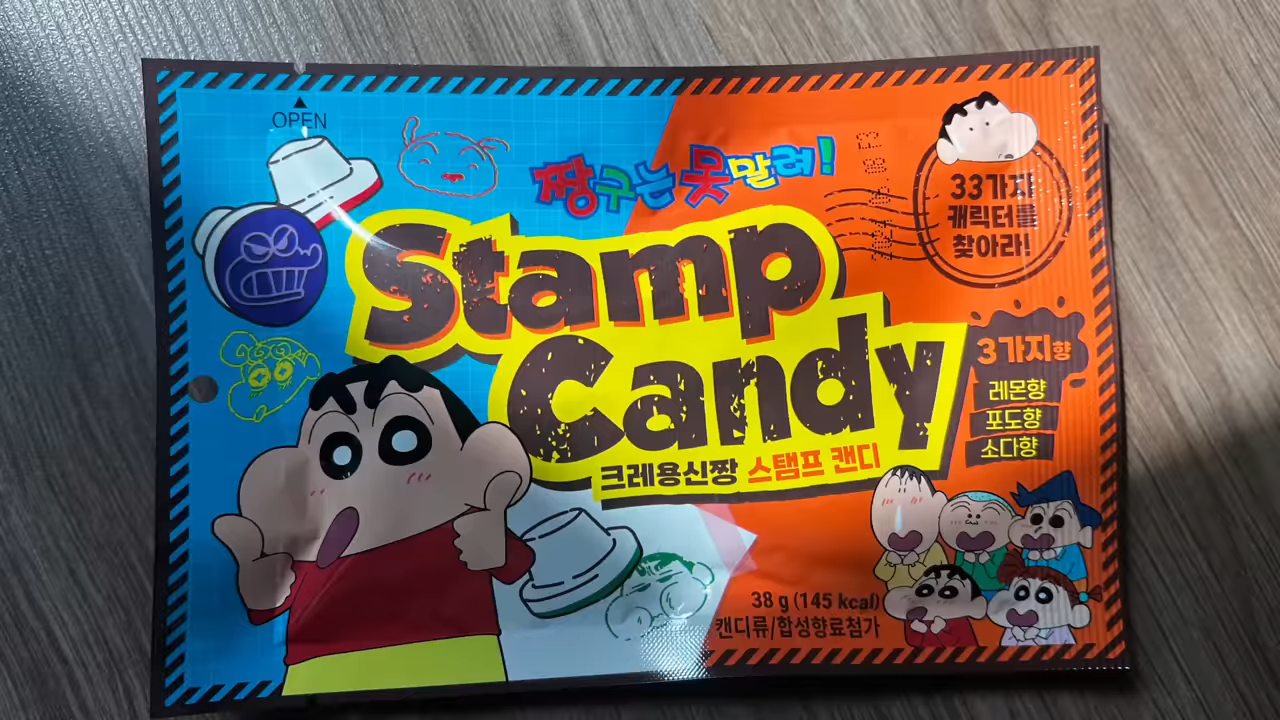 OPEN
짱구는 못말려!
33가지
캐릭터를
찾아라!
Stamp
Candy
크레용신짱 스탬프 캔디
3가지향
레몬향
포도향
소다향
38 g (145 kcal)
캔디류/합성향료첨가